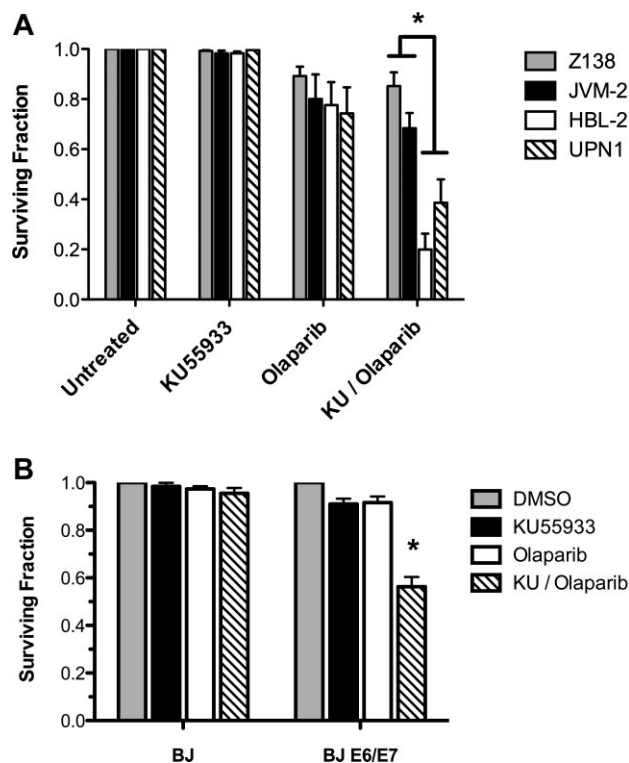 A
*
Surviving Fraction
1.0
0.8
0.6
0.4
0.2
0.0
Untreated
KU55933
Olaparib
KU / Olaparib
Z138
JVM-2
HBL-2
UPN1
B
*
Surviving Fraction
1.0
0.8
0.6
0.4
0.2
0.0
BJ
BJ E6/E7
DMSO
KU55933
Olaparib
KU / Olaparib